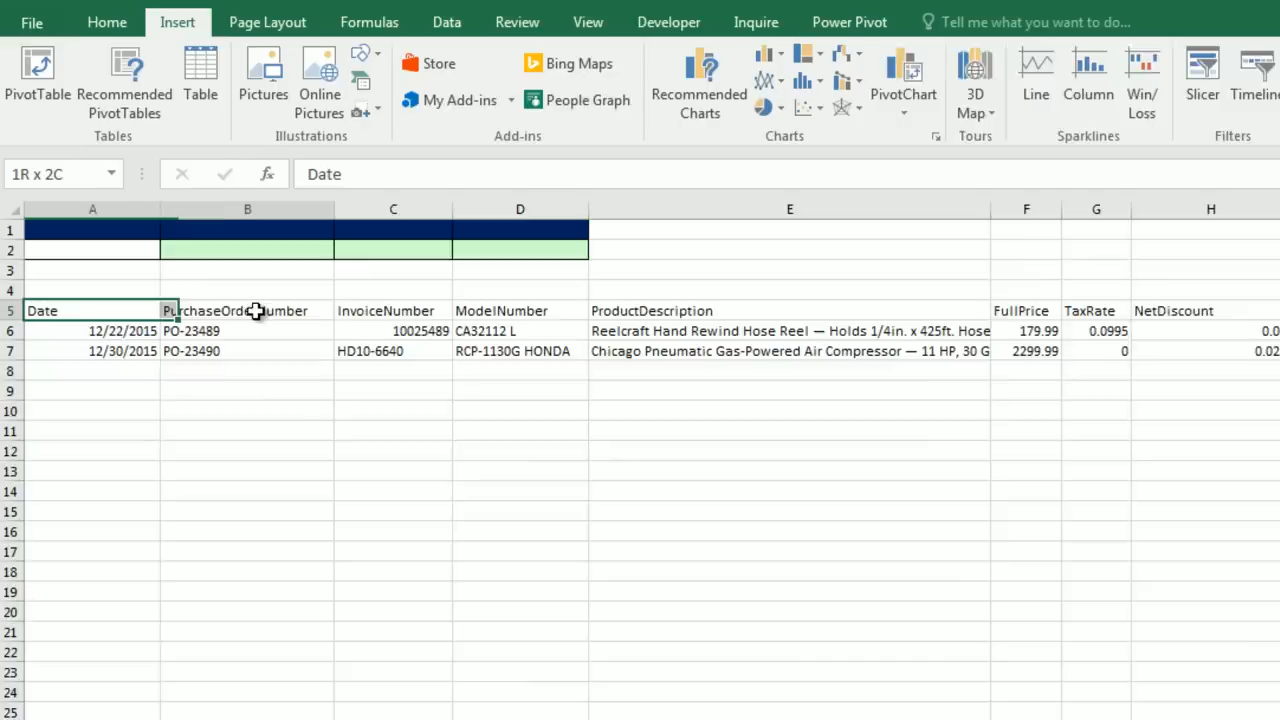 File Home Insert Page Layout Formulas Data Review View Developer Inquire Power Pivot Tell me what you want to do...
PivotTable Recommended PivotTables Table Pictures Online Pictures Store My Add-ins Bing Maps People Graph Recommended Charts PivotChart 3D Map Line Column Win/ Loss Slicer Timeline
Tables Illustrations Add-ins Charts Tours Sparklines Filters
1R x 2C fx Date
A B C D E F G H
1
2
3
4
5 Date PurchaseOrderNumber InvoiceNumber ModelNumber ProductDescription FullPrice TaxRate NetDiscount
6 12/22/2015 PO-23489 10025489 CA32112 L Reelcraft Hand Rewind Hose Reel — Holds 1/4in. x 425ft. Hose 179.99 0.0995 0.0
7 12/30/2015 PO-23490 HD10-6640 RCP-1130G HONDA Chicago Pneumatic Gas-Powered Air Compressor — 11 HP, 30 G 2299.99 0 0.02
8
9
10
11
12
13
14
15
16
17
18
19
20
21
22
23
24
25